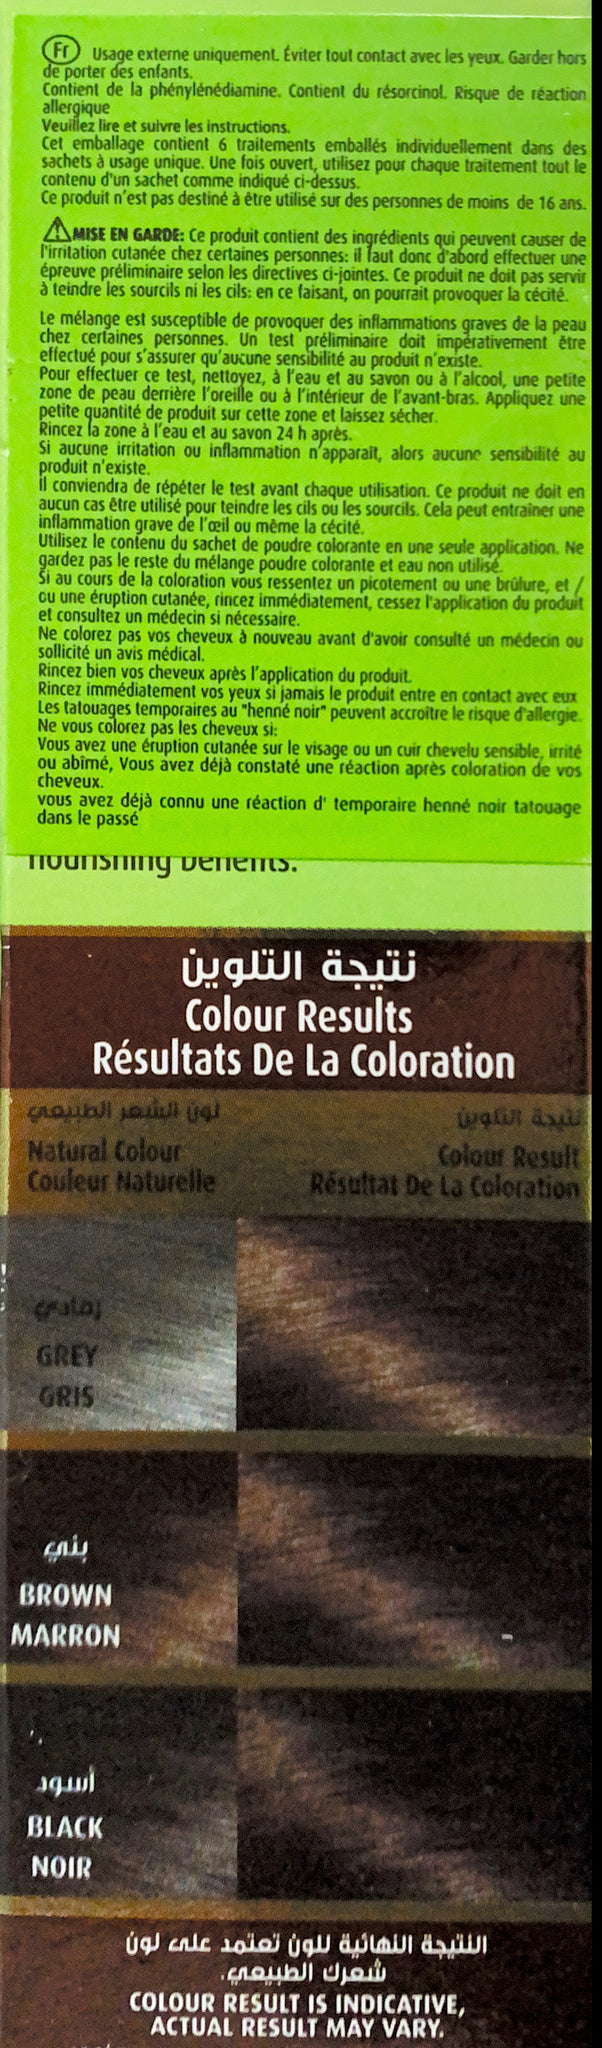 Fr Usage externe uniquement. Éviter tout contact avec les yeux. Garder hors
de porter des enfants.
Contient de la phénylénédiamine. Contient du résorcinol. Risque de réaction
allergique
Veuillez lire et suivre les instructions.
Cet emballage contient 6 traitements emballés individuellement dans des
sachets à usage unique. Une fois ouvert, utilisez pour chaque traitement tout le
contenu d'un sachet comme indiqué ci-dessus.
Ce produit n'est pas destiné à être utilisé sur des personnes de moins de 16 ans.
MISE EN GARDE: Ce produit contient des ingrédients qui peuvent causer de
l'irritation cutanée chez certaines personnes: il faut donc d'abord effectuer une
épreuve préliminaire selon les directives ci-jointes. Ce produit ne doit pas servir
à teindre les sourcils ni les cils: en ce faisant, on pourrait provoquer la cécité.
Le mélange est susceptible de provoquer des inflammations graves de la peau
chez certaines personnes. Un test préliminaire doit impérativement être
effectué pour s'assurer qu'aucune sensibilité au produit n'existe.
Pour effectuer ce test, nettoyez, à l'eau et au savon ou à l'alcool, une petite
zone de peau derrière l'oreille ou à l'intérieur de l'avant-bras. Appliquez une
petite quantité de produit sur cette zone et laissez sécher.
Rincez la zone à l'eau et au savon 24 h après.
Si aucune irritation ou inflammation n'apparaît, alors aucune sensibilité au
produit n'existe.
Il conviendra de répéter le test avant chaque utilisation. Ce produit ne doit en
aucun cas être utilisé pour teindre les cils ou les sourcils. Cela peut entraîner une
inflammation grave de l'œil ou même la cécité.
Utilisez le contenu du sachet de poudre colorante en une seule application. Ne
gardez pas le reste du mélange poudre colorante et eau non utilisé.
Si au cours de la coloration vous ressentez un picotement ou une brûlure, et /
ou une éruption cutanée, rincez immédiatement, cessez l'application du produit
et consultez un médecin si nécessaire.
Ne colorez pas vos cheveux à nouveau avant d'avoir consulté un médecin ou
sollicité un avis médical.
Rincez bien vos cheveux après l'application du produit.
Rincez immédiatement vos yeux si jamais le produit entre en contact avec eux
Les tatouages temporaires au "henné noir" peuvent accroître le risque d'allergie.
Ne vous colorez pas les cheveux si:
Vous avez une éruption cutanée sur le visage ou un cuir chevelu sensible, irrité
ou abîmé, Vous avez déjà constaté une réaction après coloration de vos
cheveux.
vous avez déjà connu une réaction d' temporaire henné noir tatouage
dans le passé
nourishing benefits.
نتيجة التلوين
Colour Results
Résultats De La Coloration
لون الشعر الطبيعي
Natural Colour
Couleur Naturelle
نتيجة التلوين
Colour Result
Résultat De La Coloration
رمادي
GREY
GRIS
بني
BROWN
MARRON
أسود
BLACK
NOIR
النتيجة النهائية للون تعتمد على لون
شعرك الطبيعي.
COLOUR RESULT IS INDICATIVE,
ACTUAL RESULT MAY VARY.